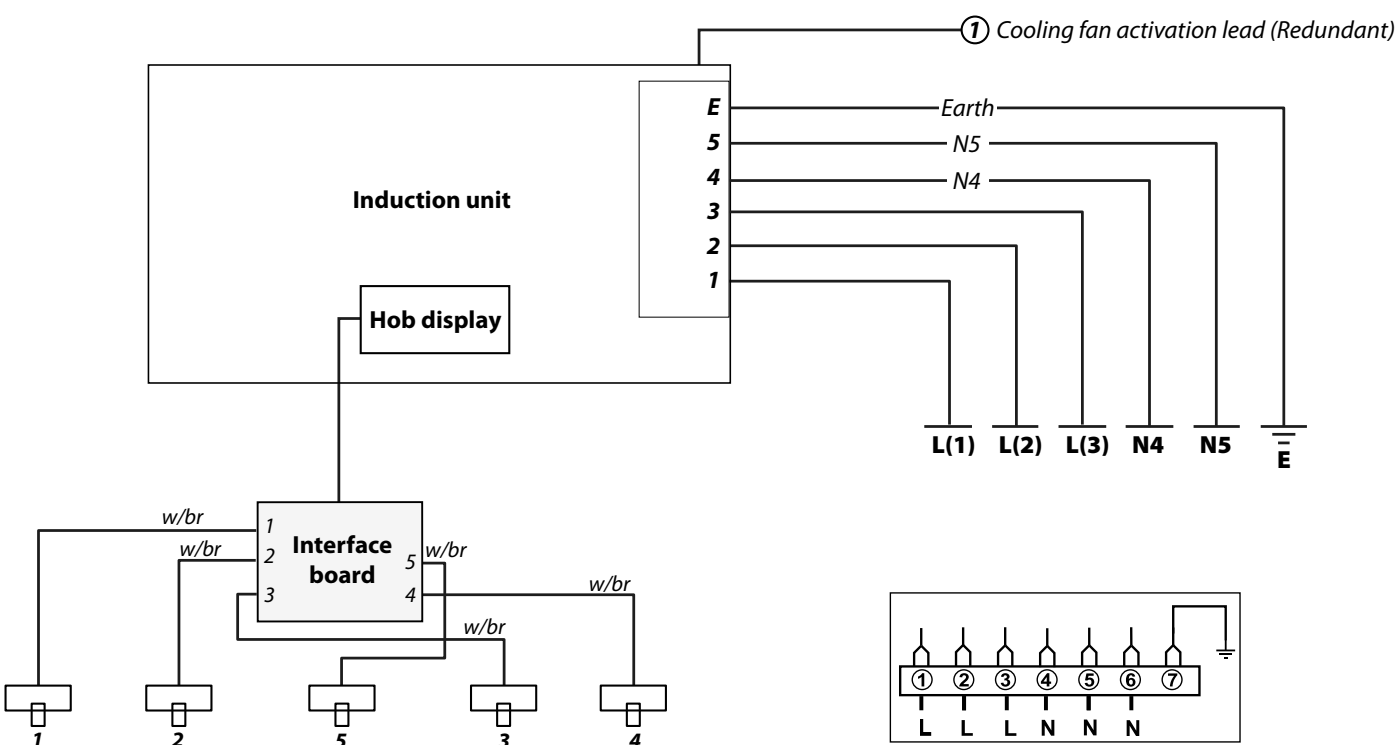 1 Cooling fan activation lead (Redundant)
E
Earth
5
N5
4
N4
3
2
1
Induction unit
Hob display
L(1) L(2) L(3) N4 N5 E
w/br
w/br
w/br
w/br
w/br
1
2
3
5
4
Interface
board
1 2 5 3 4
1 2 3 4 5 6 7
L L L N N N